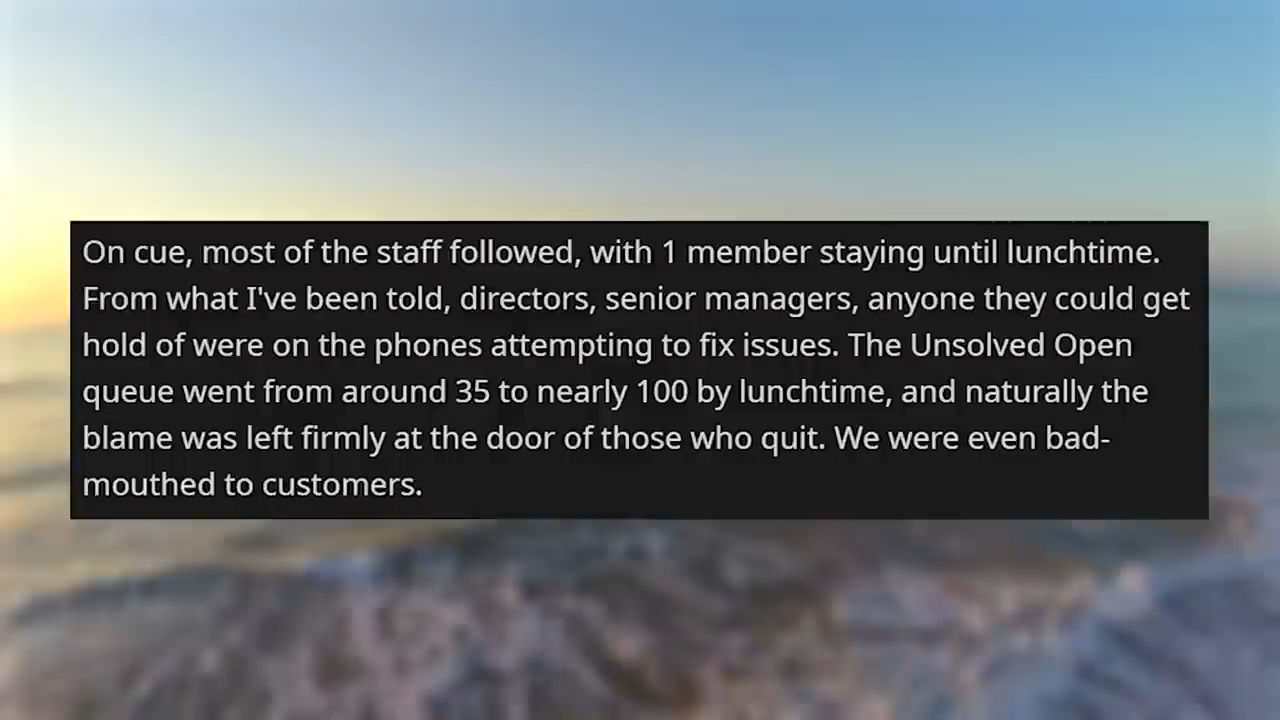 On cue, most of the staff followed, with 1 member staying until lunchtime.
From what I've been told, directors, senior managers, anyone they could get
hold of were on the phones attempting to fix issues. The Unsolved Open
queue went from around 35 to nearly 100 by lunchtime, and naturally the
blame was left firmly at the door of those who quit. We were even bad-
mouthed to customers.